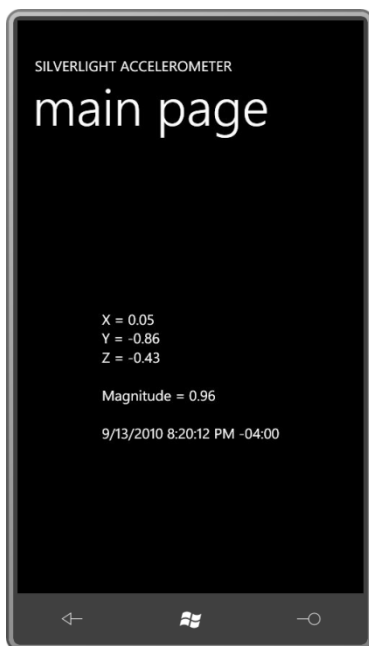 SILVERLIGHT ACCELEROMETER
main page
X = 0.05
Y = -0.86
Z = -0.43
Magnitude = 0.96
9/13/2010 8:20:12 PM -04:00